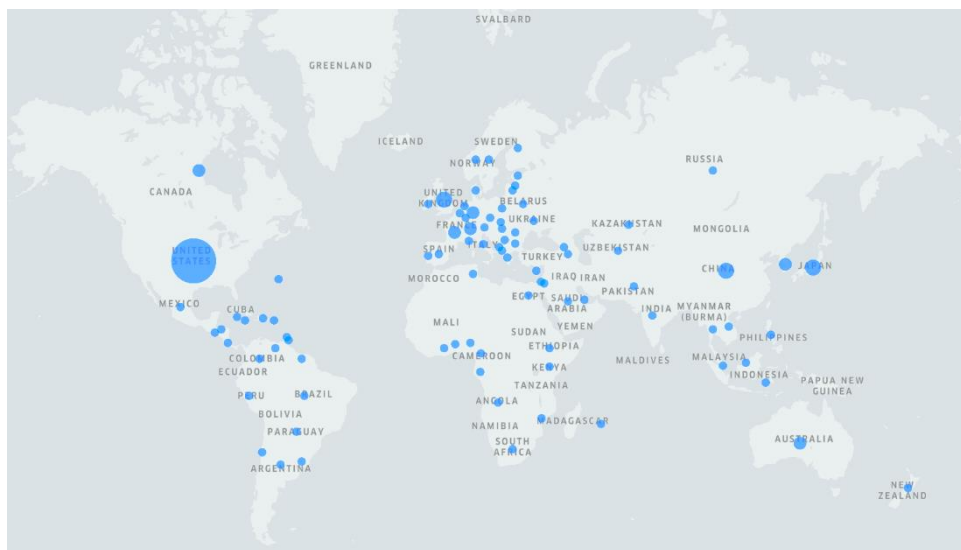 SVALBARD
GREENLAND
ICELAND
SWEDEN
NORWAY
RUSSIA
CANADA
UNITED
KINGDOM
BELARUS
UKRAINE
FRANCE
KAZAKHSTAN
MONGOLIA
UNITED
STATES
SPAIN
ITALY
TURKEY
UZBEKISTAN
CHINA
JAPAN
MOROCCO
IRAQ
IRAN
PAKISTAN
MEXICO
CUBA
EGYPT
SAUDI
ARABIA
INDIA
MYANMAR
(BURMA)
MALI
SUDAN
YEMEN
PHILIPPINES
COLOMBIA
CAMEROON
ETHIOPIA
MALDIVES
MALAYSIA
ECUADOR
KENYA
INDONESIA
TANZANIA
PAPUA NEW
GUINEA
PERU
BRAZIL
ANGOLA
BOLIVIA
NAMIBIA
MADAGASCAR
PARAGUAY
SOUTH
AFRICA
AUSTRALIA
ARGENTINA
NEW
ZEALAND